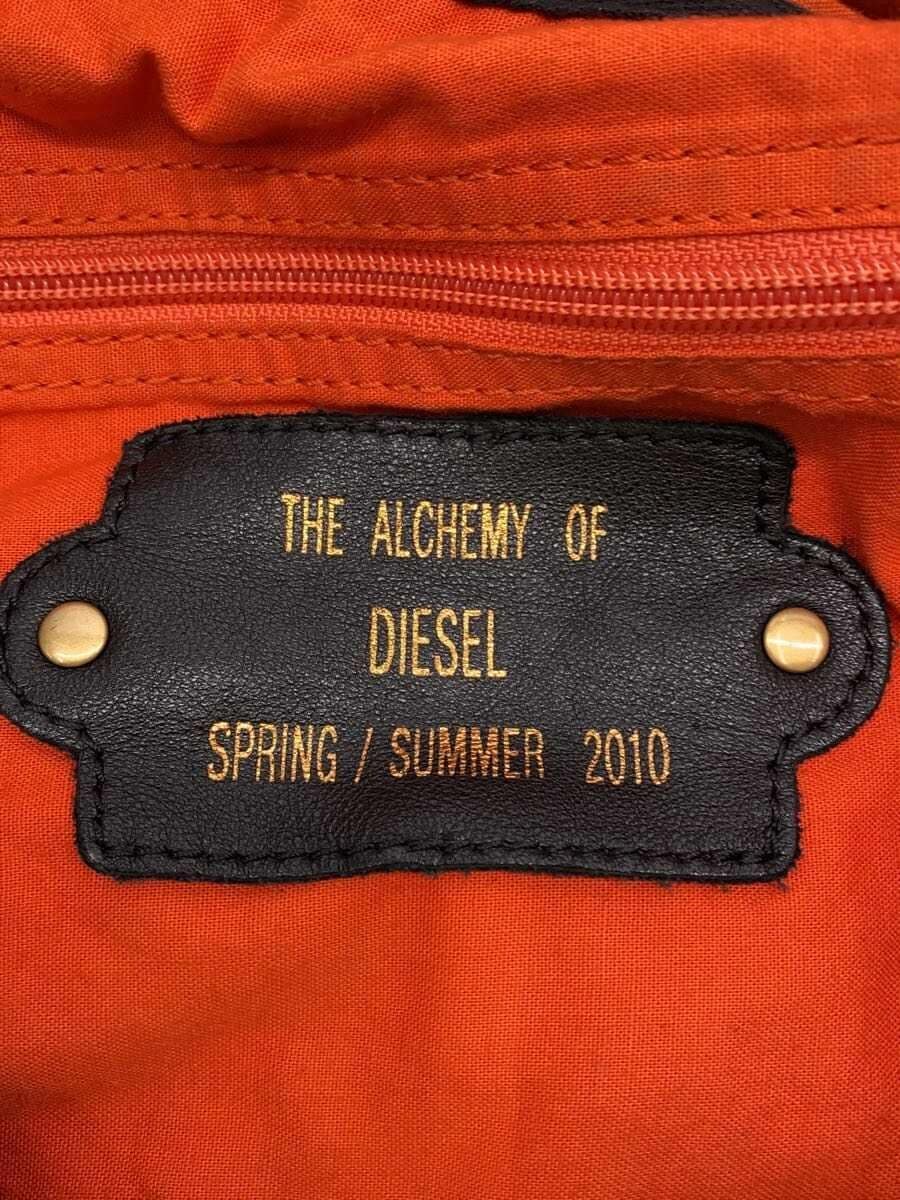 THE ALCHEMY OF
DIESEL
SPRING / SUMMER 2010